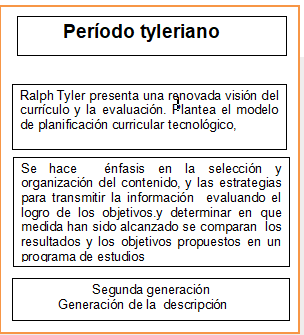 Período tyleriano
Ralph Tyler presenta una renovada visión del
currículo y la evaluación. Plantea el modelo
de planificación curricular tecnológico,
Se hace énfasis en la selección y
organización del contenido, y las estrategias
para transmitir la información evaluando el
logro de los objetivos.y determinar en que
medida han sido alcanzado se comparan los
resultados y los objetivos propuestos en un
programa de estudios
Segunda generación
Generación de la descripción